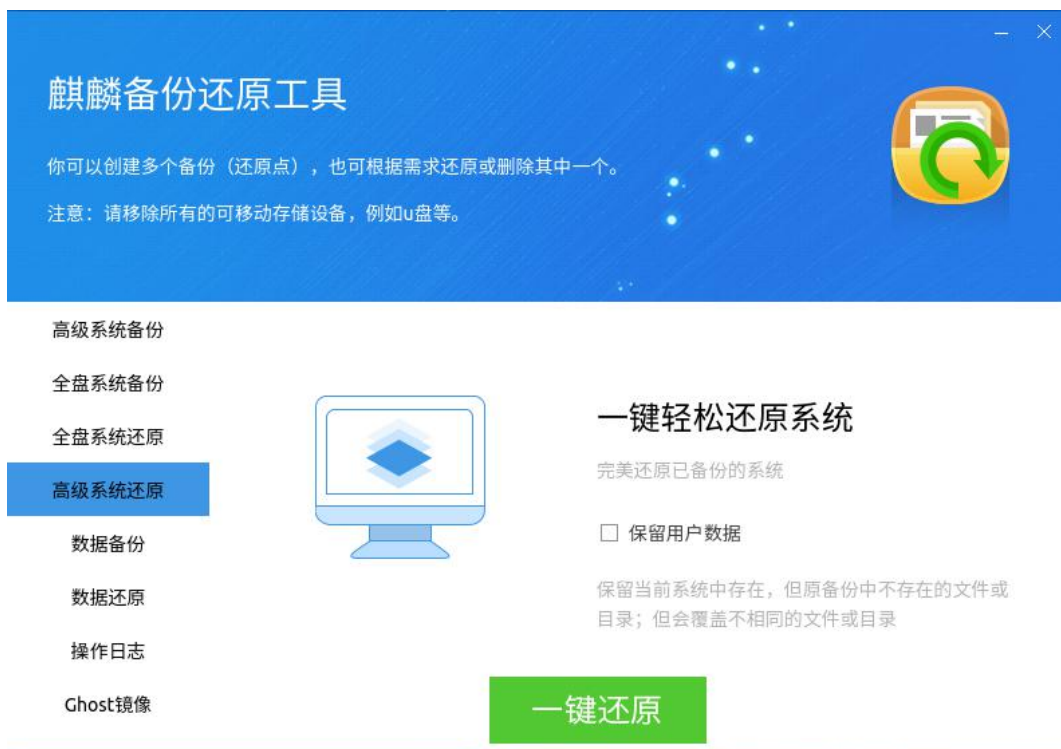 麒麟备份还原工具
你可以创建多个备份（还原点），也可根据需求还原或删除其中一个。
注意：请移除所有的可移动存储设备，例如u盘等。
高级系统备份
全盘系统备份
全盘系统还原
高级系统还原
数据备份
数据还原
操作日志
Ghost镜像
一键轻松还原系统
完美还原已备份的系统
保留用户数据
保留当前系统中存在，但原备份中不存在的文件或
目录；但会覆盖不相同的文件或目录
一键还原